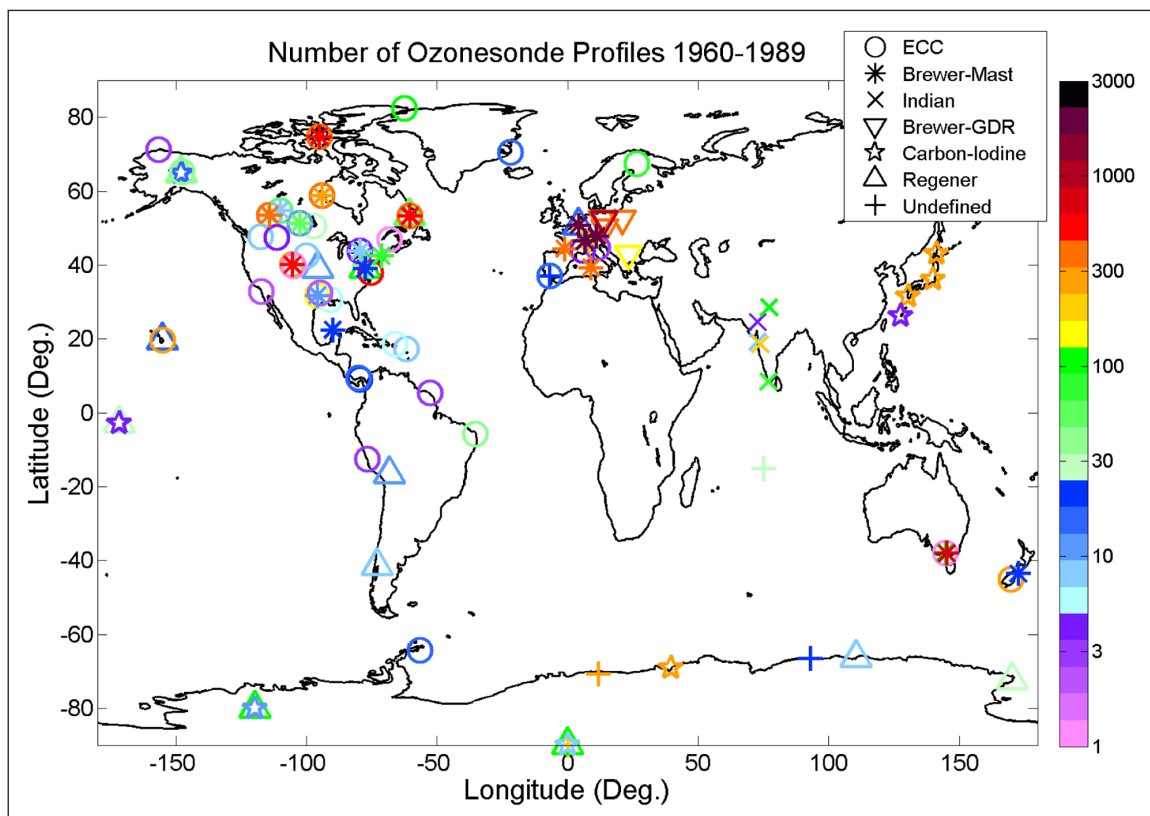 Number of Ozonesonde Profiles 1960-1989
ECC
Brewer-Mast
Indian
Brewer-GDR
Carbon-Iodine
Regener
Undefined
3000
1000
300
100
30
10
3
1
80
60
40
20
0
-20
-40
-60
-80
Latitude (Deg.)
-150
-100
-50
0
50
100
150
Longitude (Deg.)